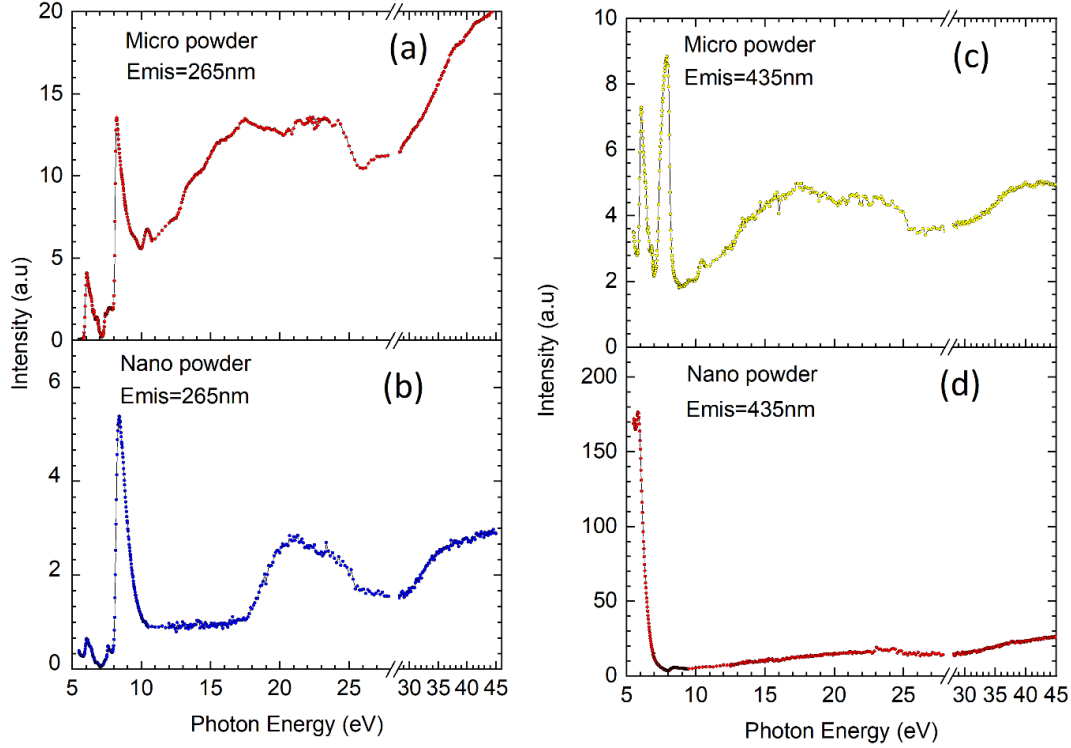 Micro powder
Emis=265nm
(a)
20
15
10
5
0
Nano powder
Emis=265nm
(b)
6
4
2
0
5 10 15 20 25 30 35 40 45
Photon Energy (eV)
Intensity (a.u)
Micro powder
Emis=435nm
(c)
10
8
6
4
2
0
Nano powder
Emis=435nm
(d)
200
150
100
50
0
5 10 15 20 25 30 35 40 45
Photon Energy (eV)
Intensity (a.u)